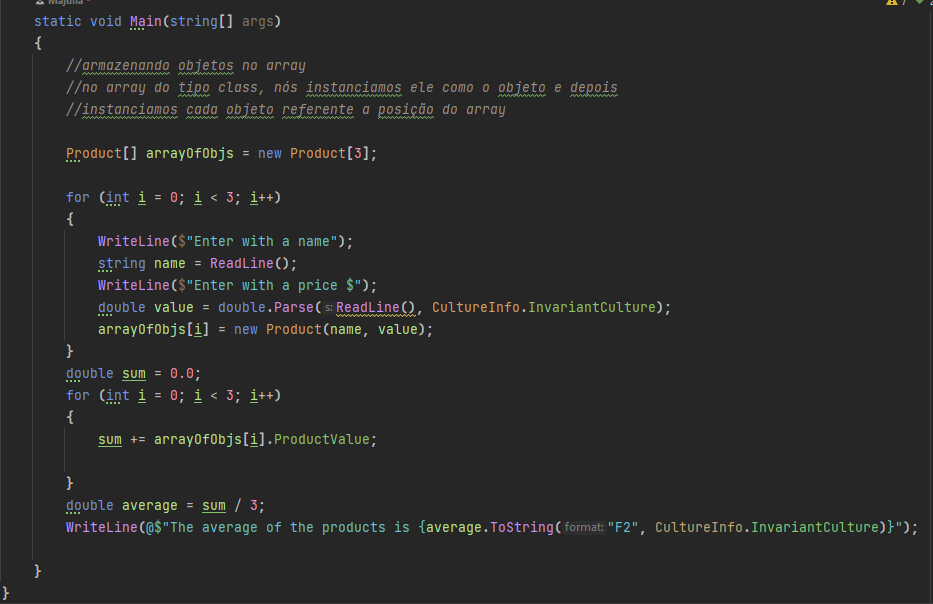 static void Main(string[] args)
{
//armazenando objetos no array
//no array do tipo class, nós instanciamos ele como o objeto e depois
//instanciamos cada objeto referente a posição do array
Product[] arrayOfObjs = new Product[3];
for (int i = 0; i < 3; i++)
{
WriteLine($"Enter with a name");
string name = ReadLine();
WriteLine($"Enter with a price $");
double value = double.Parse( s: ReadLine(), CultureInfo.InvariantCulture);
arrayOfObjs[i] = new Product(name, value);
}
double sum = 0.0;
for (int i = 0; i < 3; i++)
{
sum += arrayOfObjs[i].ProductValue;
}
double average = sum / 3;
WriteLine(@$"The average of the products is {average.ToString( format: "F2", CultureInfo.InvariantCulture)}");
}
}